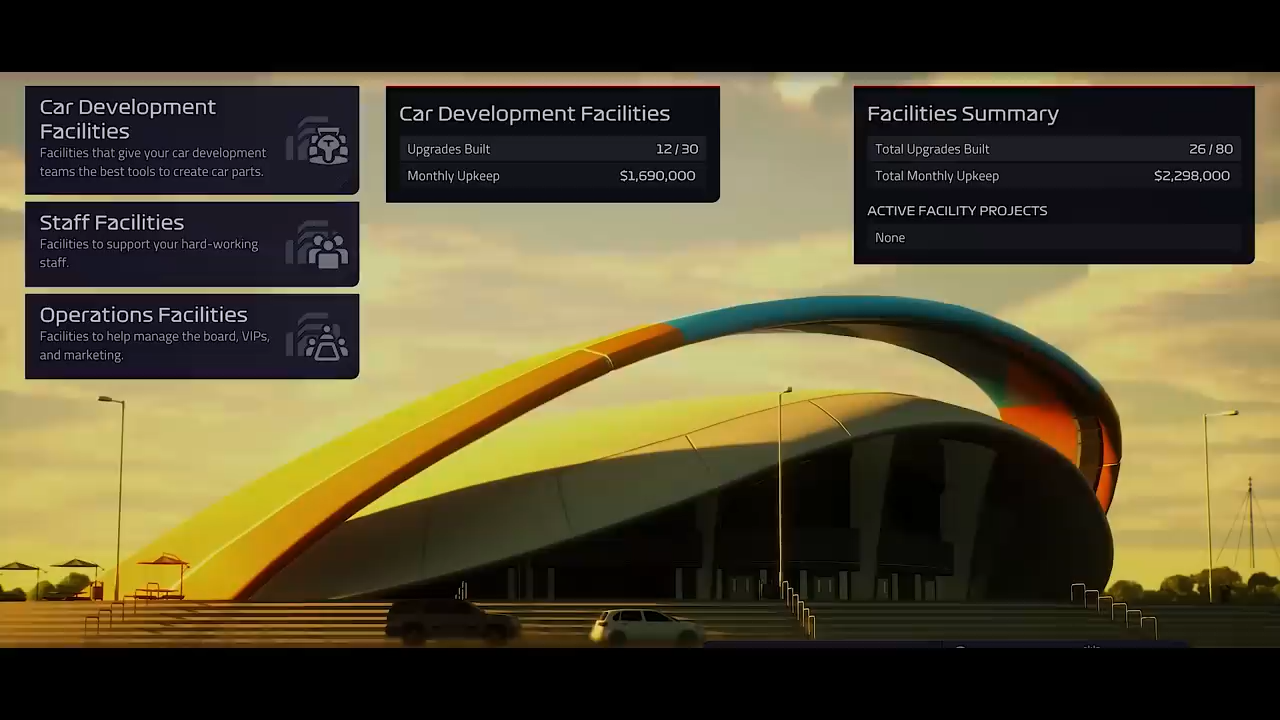 Car Development
Facilities
Facilities that give your car development
teams the best tools to create car parts.
Staff Facilities
Facilities to support your hard-working
staff.
Operations Facilities
Facilities to help manage the board, VIPs,
and marketing.
Car Development Facilities
Upgrades Built 12 / 30
Monthly Upkeep $1,690,000
Facilities Summary
Total Upgrades Built 26 / 80
Total Monthly Upkeep $2,298,000
ACTIVE FACILITY PROJECTS
None